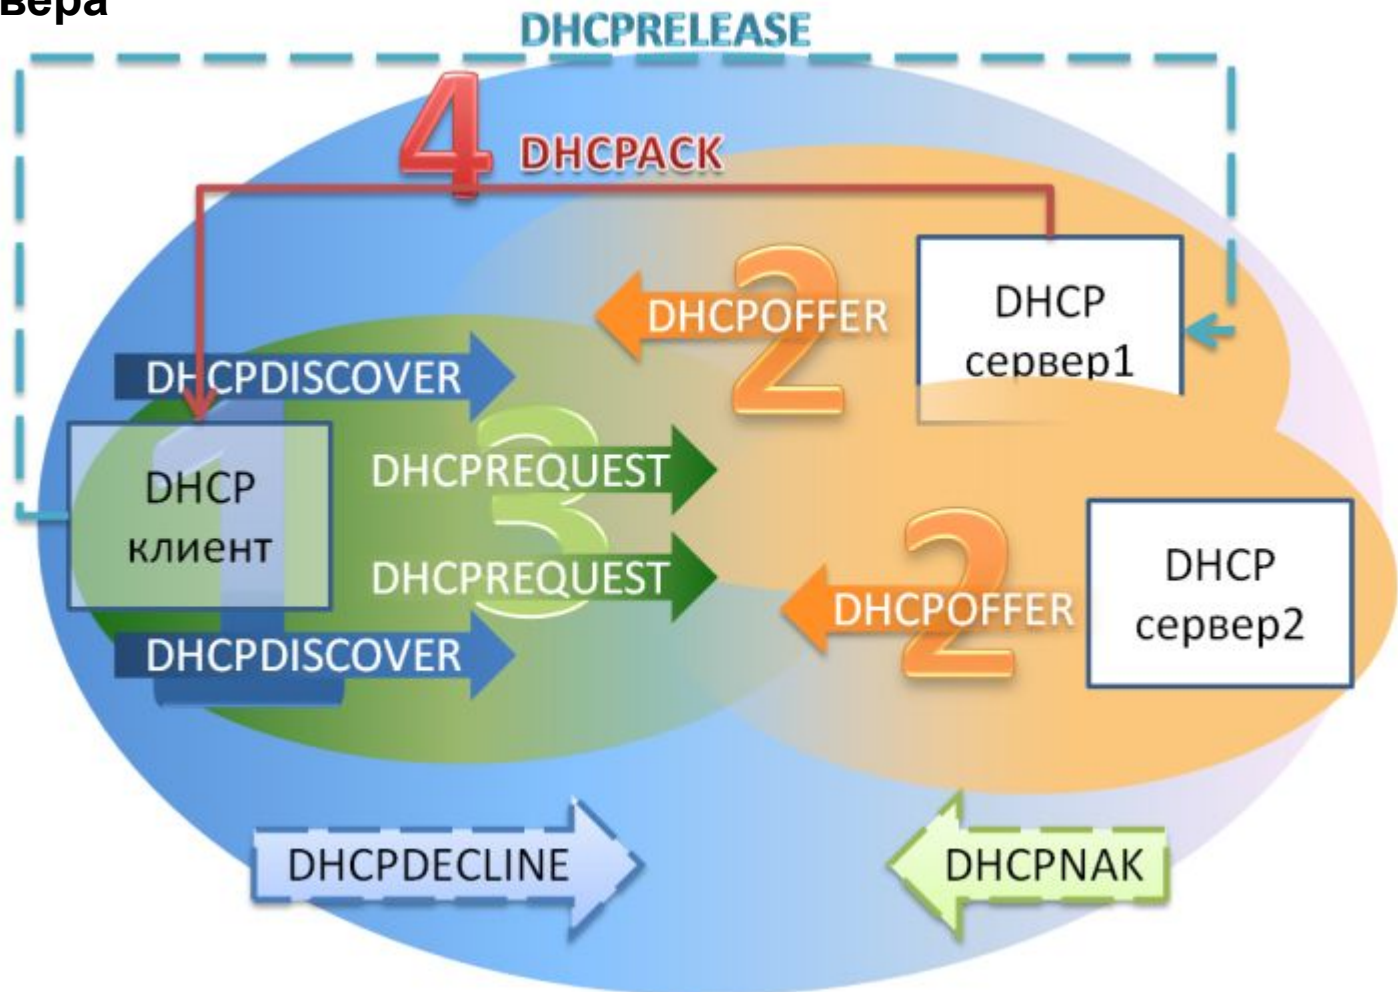 вера
DHCPRELEASE
4 DHCPACK
2
DHCPOFFER
DHCP
сервер1
DHCPDISCOVER
1
3
DHCPREQUEST
DHCP
клиент
DHCPREQUEST
2
DHCPOFFER
DHCP
сервер2
DHCPDISCOVER
DHCPDECLINE
DHCPNAK